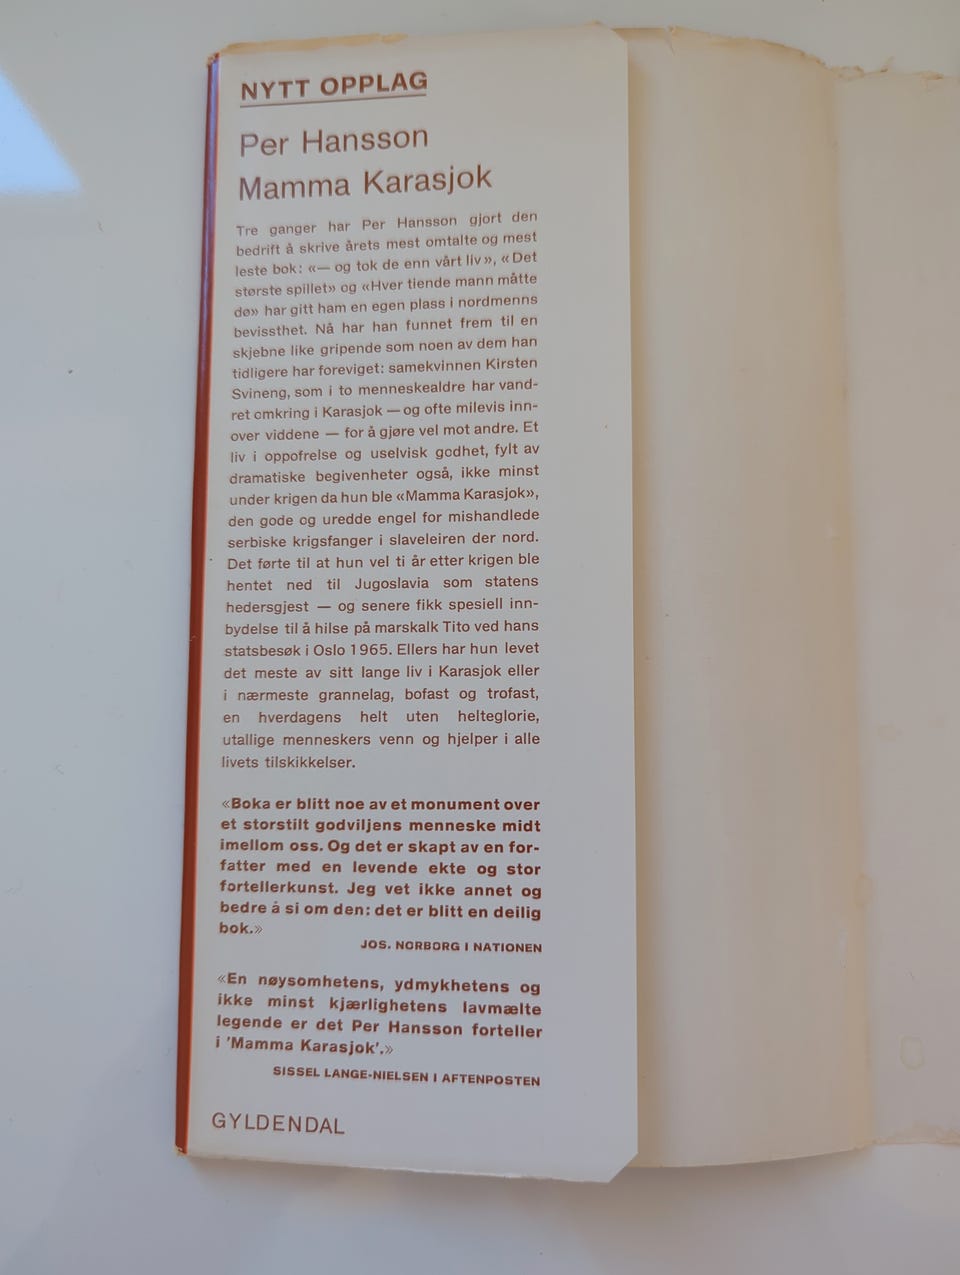 NYTT OPPLAG
Per Hansson
Mamma Karasjok
Tre ganger har Per Hansson gjort den
bedrift å skrive årets mest omtalte og mest
leste bok: «— og tok de enn vårt liv», «Det
største spillet» og «Hver tiende mann måtte
dø» har gitt ham en egen plass i nordmenns
bevissthet. Nå har han funnet frem til en
skjebne like gripende som noen av dem han
tidligere har foreviget: samekvinnen Kirsten
Svineng, som i to menneskealdre har vand-
ret omkring i Karasjok — og ofte milevis inn-
over viddene — for å gjøre vel mot andre. Et
liv i oppofrelse og uselvisk godhet, fylt av
dramatiske begivenheter også, ikke minst
under krigen da hun ble «Mamma Karasjok»,
den gode og uredde engel for mishandlede
serbiske krigsfanger i slaveleiren der nord.
Det førte til at hun vel ti år etter krigen ble
hentet ned til Jugoslavia som statens
hedersgjest — og senere fikk spesiell inn-
bydelse til å hilse på marskalk Tito ved hans
statsbesøk i Oslo 1965. Ellers har hun levet
det meste av sitt lange liv i Karasjok eller
i nærmeste grannelag, bofast og trofast,
en hverdagens helt uten helteglorie,
utallige menneskers venn og hjelper i alle
livets tilskikkelser.
«Boka er blitt noe av et monument over
et storstilt godviljens menneske midt
imellom oss. Og det er skapt av en for-
fatter med en levende ekte og stor
fortellerkunst. Jeg vet ikke annet og
bedre å si om den: det er blitt en deilig
bok.»
JOS. NORBORG I NATIONEN
«En nøysomhetens, ydmykhetens og
ikke minst kjærlighetens lavmælte
legende er det Per Hansson forteller
i 'Mamma Karasjok'.»
SISSEL LANGE-NIELSEN I AFTENPOSTEN
GYLDENDAL